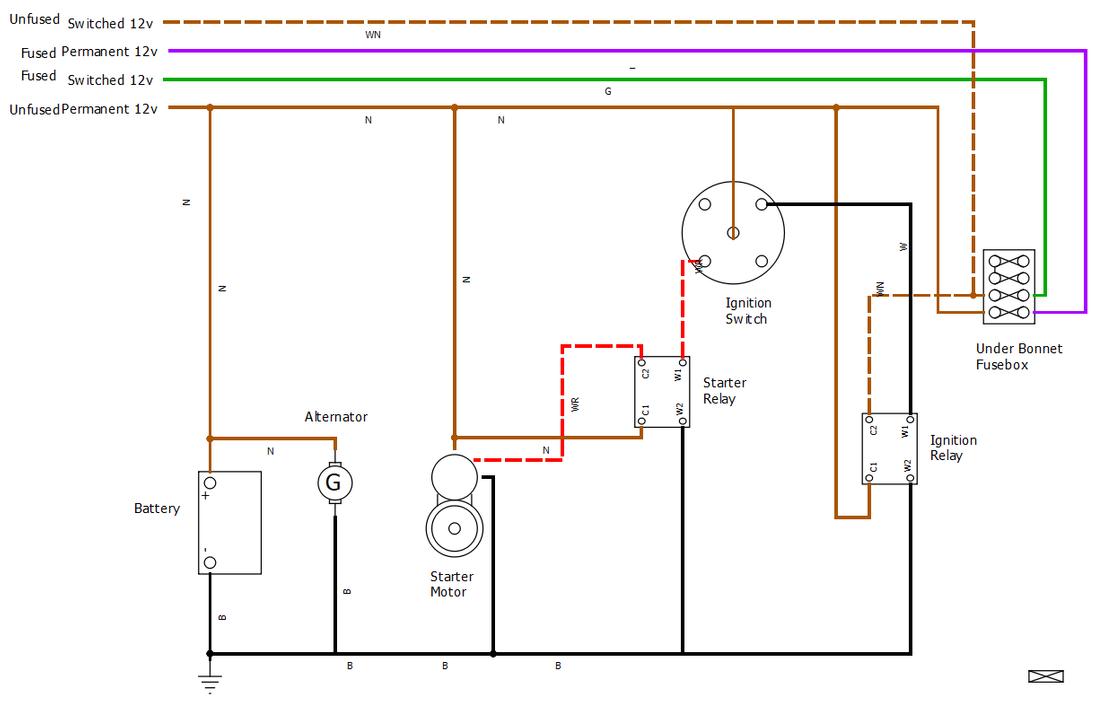 Unfused Switched 12v
WN
Fused Permanent 12v
Fused Switched 12v
G
Unfused Permanent 12v
N
N
N
N
N
W
WN
WR
Ignition
Switch
Under Bonnet
Fusebox
C2
W1
C1
W2
Starter
Relay
WR
Alternator
N
N
C2
W1
C1
W2
Ignition
Relay
G
Battery
+
-
Starter
Motor
B
B
B
B
B